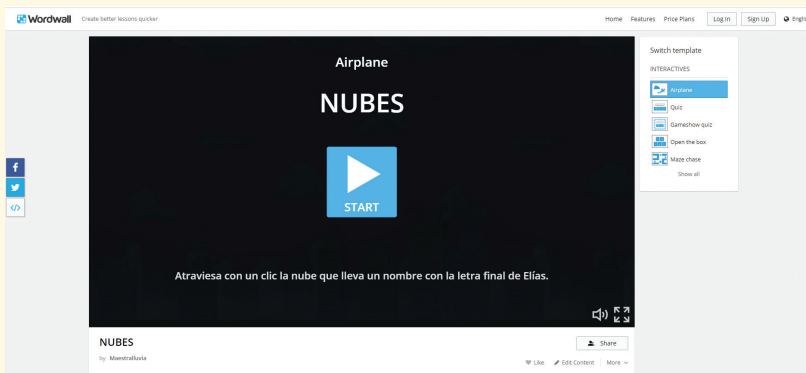 Wordwall Create better lessons quicker Home Features Price Plans Log In Sign Up
Airplane
NUBES
START
Atraviesa con un clic la nube que lleva un nombre con la letra final de Elías.
Switch template
INTERACTIVES
Airplane
Quiz
Gameshow quiz
Open the box
Maze chase
Show all
NUBES
Share
by Maestralluvia
Like Edit Content More